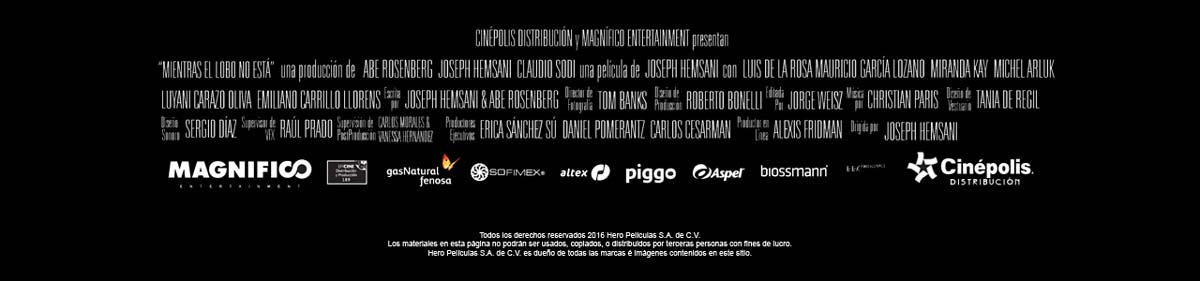 CINÉPOLIS DISTRIBUCIÓN y MAGNÍFICO ENTERTAINMENT presentan
"MIENTRAS EL LOBO NO ESTÁ" una producción de ABE ROSENBERG JOSEPH HEMSANI CLAUDIO SODI una película de JOSEPH HEMSANI con LUIS DE LA ROSA MAURICIO GARCÍA LOZANO MIRANDA KAY MICHEL ARLUK
LUYANI CARAZO OLIVA EMILIANO CARRILLO LLORENS Escrita por JOSEPH HEMSANI & ABE ROSENBERG Director de Fotografía TOM BANKS Diseño de Producción ROBERTO BONELLI Editada Por JORGE WEISZ Música por CHRISTIAN PARIS Diseño de Vestuario TANIA DE REGIL
Diseño Sonoro SERGIO DÍAZ Supervisor de VFX RAÚL PRADO Supervisión de PostProducción CARLOS MORALES & VANESSA HERNANDEZ Productores Ejecutivos ERICA SÁNCHEZ SÚ DANIEL POMERANTZ CARLOS CESARMAN Productor en Línea ALEXIS FRIDMAN Dirigida por JOSEPH HEMSANI
MAGNIFICO ENTERTAINMENT EFICINE Distribución y Producción 189 gasNatural fenosa SOFIMEX® altex piggo Aspel® biossmann® Cinépolis. DISTRIBUCIÓN
Todos los derechos reservados 2016 Hero Películas S.A. de C.V.
Los materiales en esta página no podrán ser usados, copiados, o distribuidos por terceras personas con fines de lucro.
Hero Películas S.A. de C.V. es dueño de todas las marcas é imágenes contenidos en este sitio.